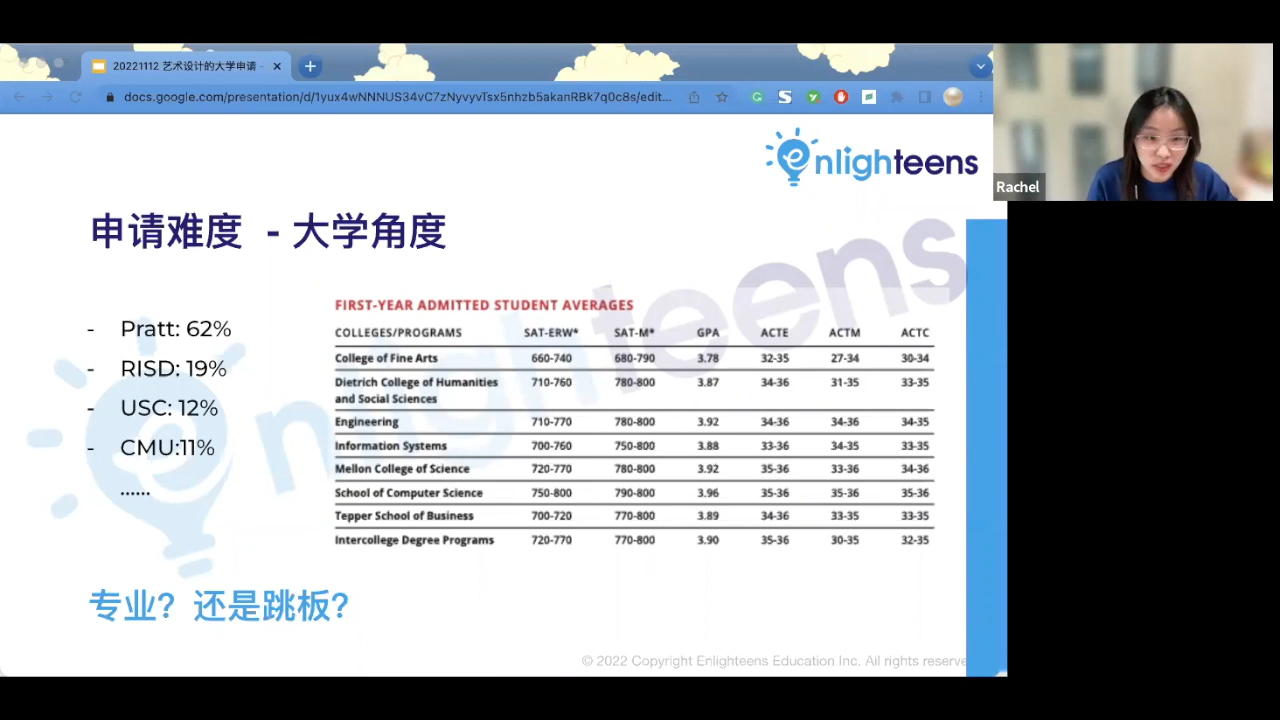 20221112 艺术设计的大学申请 -
docs.google.com/presentation/d/1yux4wNNNUS34vC7zNyvyvTsx5nhzb5akanRBk7q0c8s/edit...
enlighteens
Rachel
申请难度 - 大学角度
- Pratt: 62%
- RISD: 19%
- USC: 12%
- CMU:11%
......
FIRST-YEAR ADMITTED STUDENT AVERAGES
COLLEGES/PROGRAMS SAT-ERW* SAT-M* GPA ACTE ACTM ACTC
College of Fine Arts 660-740 680-790 3.78 32-35 27-34 30-34
Dietrich College of Humanities 710-760 780-800 3.87 34-36 31-35 33-35
and Social Sciences
Engineering 710-770 780-800 3.92 34-36 34-36 34-35
Information Systems 700-760 750-800 3.88 33-36 34-35 33-35
Mellon College of Science 720-770 780-800 3.92 35-36 33-36 34-36
School of Computer Science 750-800 790-800 3.96 35-36 35-36 35-36
Tepper School of Business 700-720 770-800 3.89 34-36 33-35 33-35
Intercollege Degree Programs 720-770 770-800 3.90 35-36 30-35 32-35
enlighteens
专业？还是跳板？
© 2022 Copyright Enlighteens Education Inc. All rights reserve